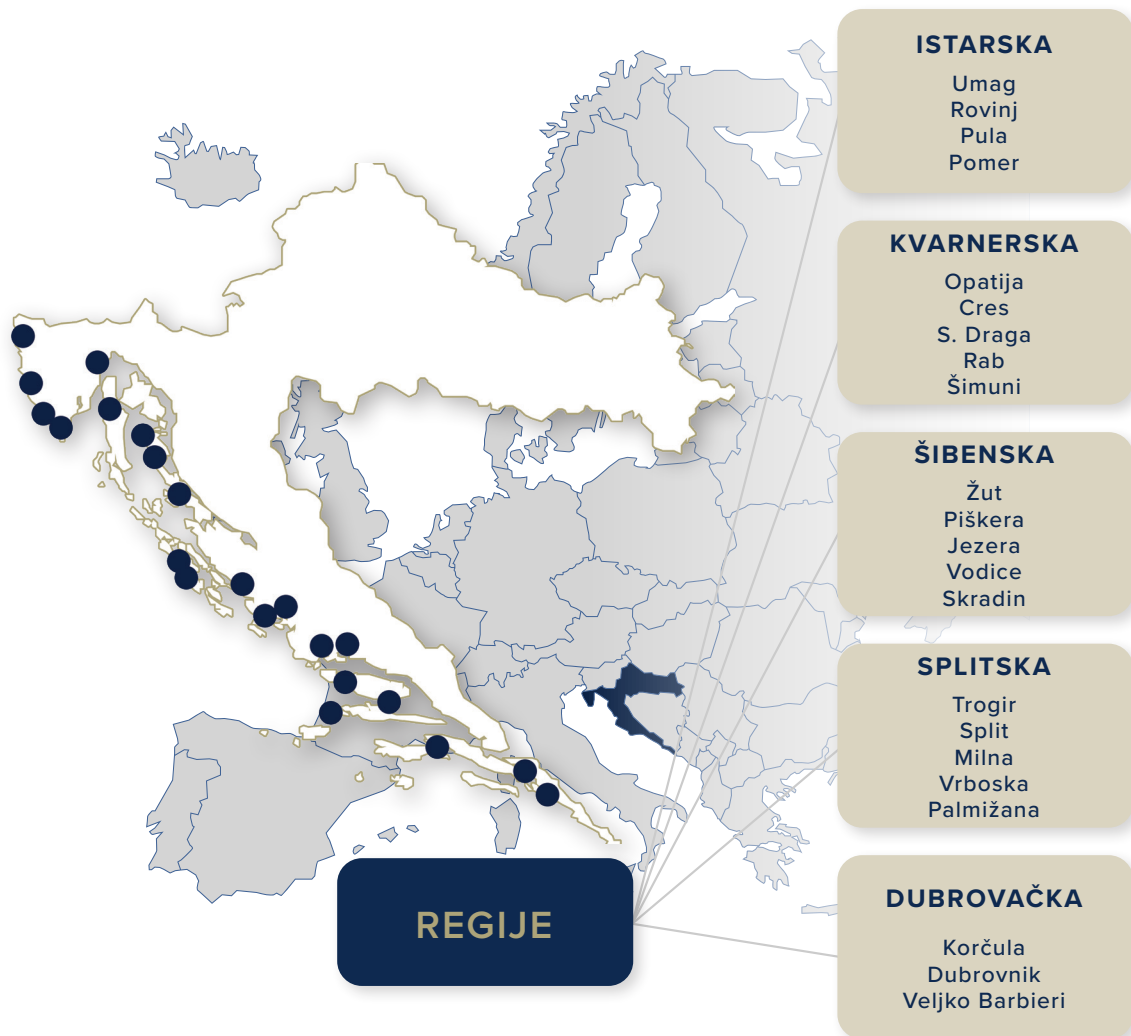 ISTARSKA
Umag
Rovinj
Pula
Pomer
KVARNERSKA
Opatija
Cres
S. Draga
Rab
Šimuni
ŠIBENSKA
Žut
Piškera
Jezera
Vodice
Skradin
SPLITSKA
Trogir
Split
Milna
Vrboska
Palmižana
DUBROVAČKA
Korčula
Dubrovnik
Veljko Barbieri
REGIJE